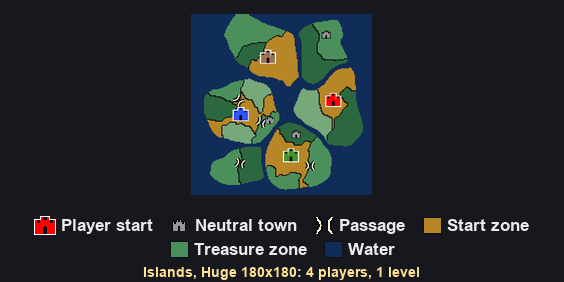 Player start Neutral town Passage Start zone
Treasure zone Water
Islands, Huge 180x180: 4 players, 1 level